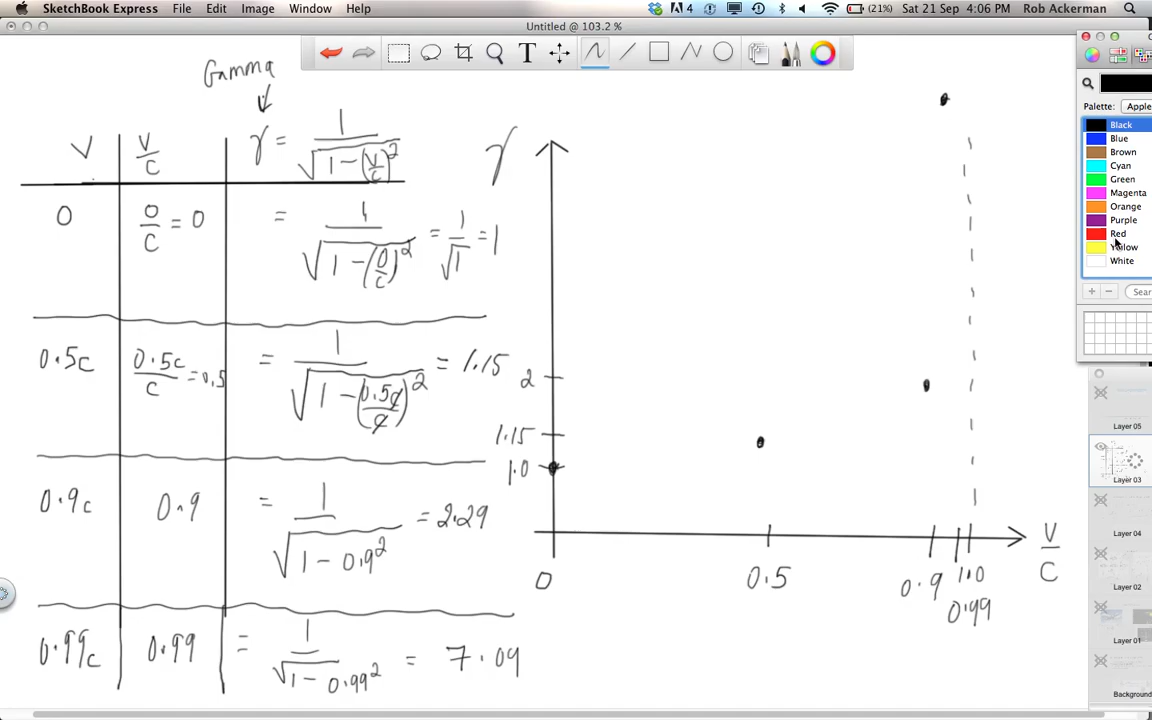 SketchBook Express File Edit Image Window Help 4 (21%) Sat 21 Sep 4:06 PM Rob Ackerman
Untitled @ 103.2 %
T
Palette: Apple
Black
Blue
Brown
Cyan
Green
Magenta
Orange
Purple
Red
Yellow
White
+ − Sear
Layer 05
Layer 03
Layer 04
Layer 02
Layer 01
Background
Gamma
V V/C γ = 1/√(1 − (V/C)²)
0 0/C = 0 = 1/√(1 − (0/C)²) = 1/√1 = 1
0.5c 0.5c/C = 0.5 = 1/√(1 − (0.5c/c)²) = 1.15
0.9c 0.9 = 1/√(1 − 0.9²) = 2.29
0.99c 0.99 = 1/√(1 − 0.99²) = 7.09
γ
2
1.15
1.0
0 0.5 0.9 1.0 V/C
0.99